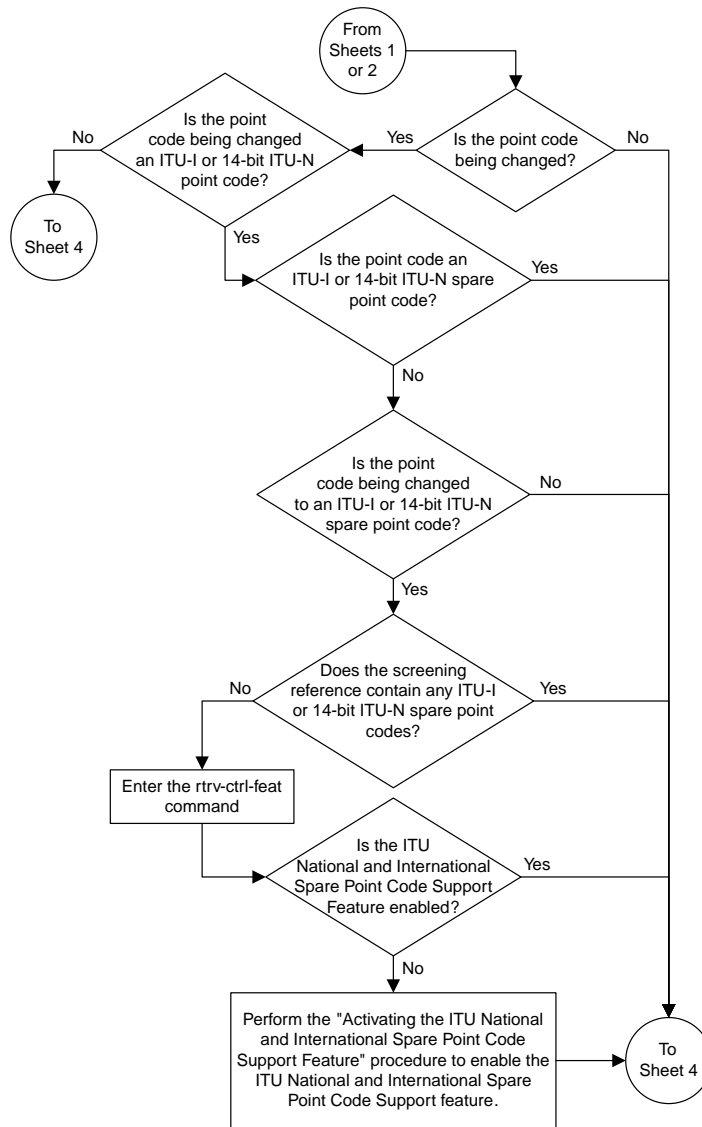 From
Sheets 1
or 2
Is the point code
being changed?
Yes
No
Is the point
code being changed
an ITU-I or 14-bit ITU-N
point code?
No
Yes
To
Sheet 4
Is the point code an
ITU-I or 14-bit ITU-N spare
point code?
Yes
No
Is the point
code being changed
to an ITU-I or 14-bit ITU-N
spare point code?
No
Yes
Does the screening
reference contain any ITU-I
or 14-bit ITU-N spare point
codes?
No
Yes
Enter the rtrv-ctrl-feat
command
Is the ITU
National and International
Spare Point Code Support
Feature enabled?
Yes
No
Perform the "Activating the ITU National
and International Spare Point Code
Support Feature" procedure to enable the
ITU National and International Spare
Point Code Support feature.
To
Sheet 4